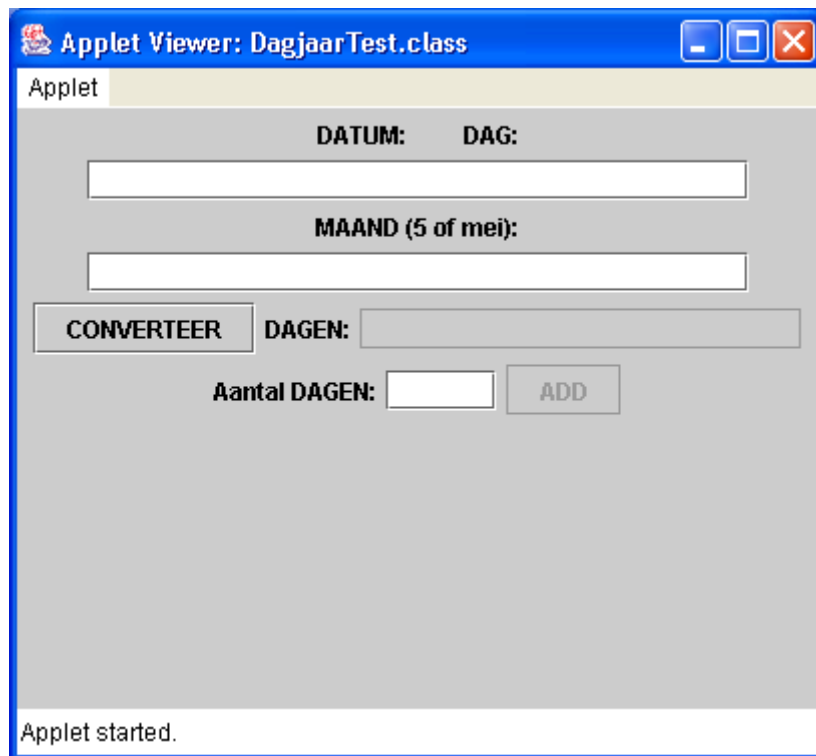 Applet Viewer: DagjaarTest.class
Applet
DATUM: DAG:
MAAND (5 of mei):
CONVERTEER DAGEN:
Aantal DAGEN: ADD
Applet started.